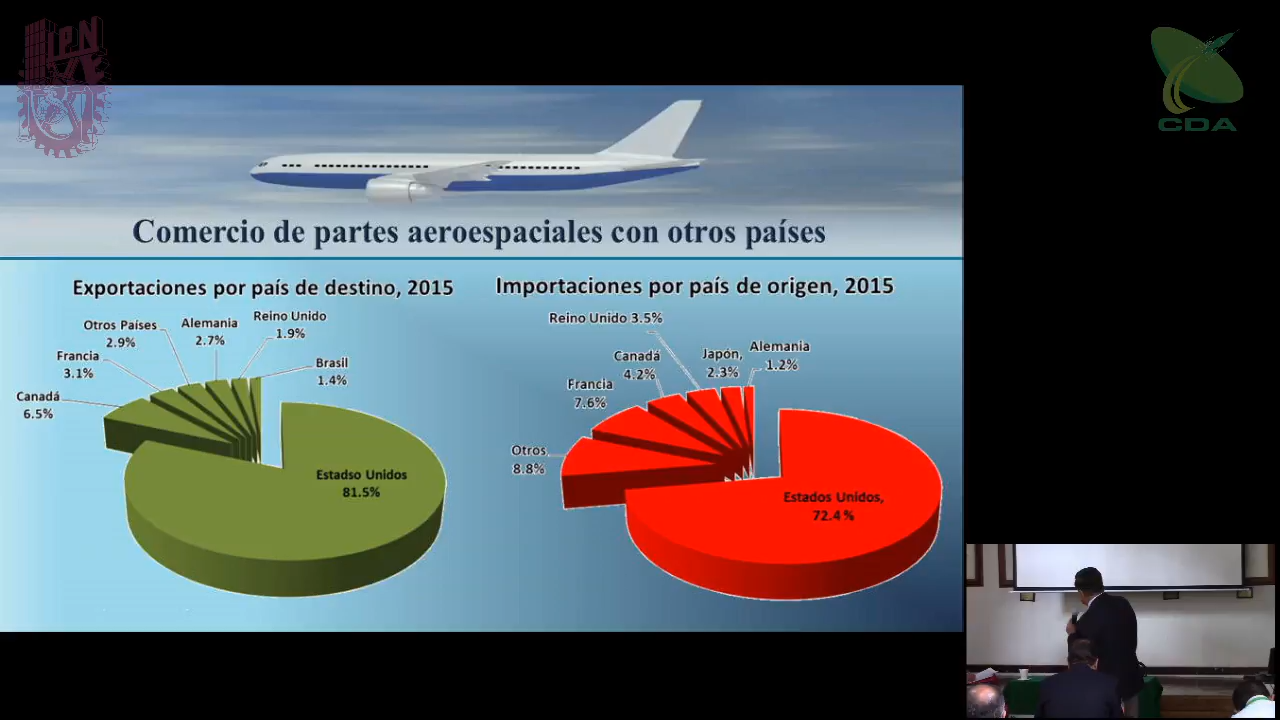 IPN
CDA
Comercio de partes aeroespaciales con otros países
Exportaciones por país de destino, 2015
Reino Unido
1.9%
Alemania
2.7%
Otros Países
2.9%
Francia
3.1%
Brasil
1.4%
Canadá
6.5%
Estadso Unidos
81.5%
Importaciones por país de origen, 2015
Reino Unido 3.5%
Alemania
1.2%
Japón,
2.3%
Canadá
4.2%
Francia
7.6%
Otros
8.8%
Estados Unidos,
72.4%